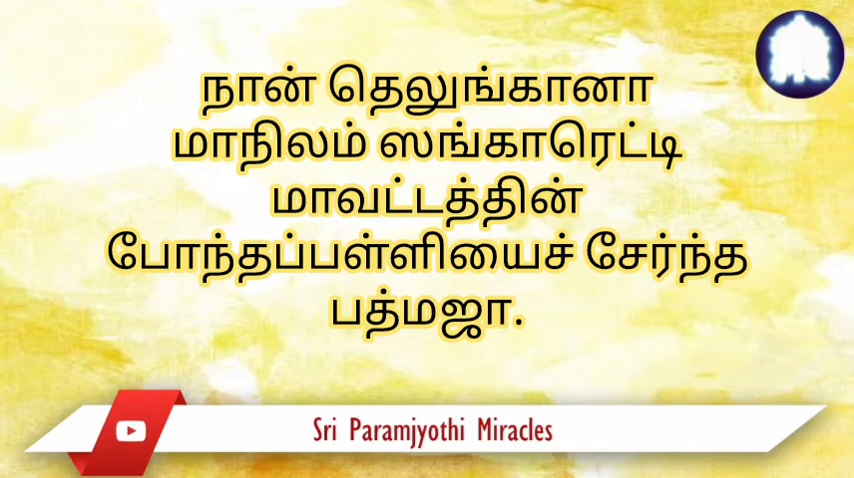 நான் தெலுங்கானா
மாநிலம் ஸங்காரெட்டி
மாவட்டத்தின்
போந்தப்பள்ளியைச் சேர்ந்த
பத்மஜா.
Sri Paramjyothi Miracles